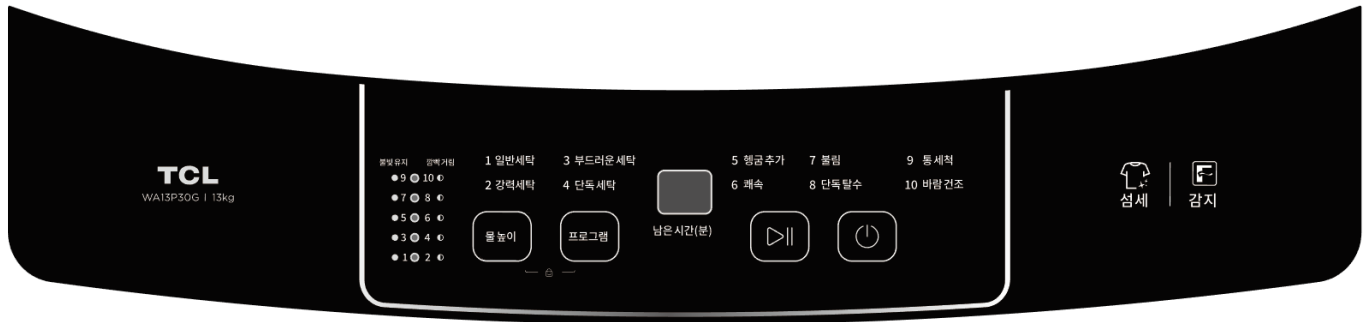 TCL
WA13P30G | 13kg
불빛유지 깜빡거림
9 10
7 8
5 6
3 4
1 2
1 일반세탁
2 강력세탁
3 부드러운세탁
4 단독세탁
물높이
프로그램
남은시간(분)
5 헹굼추가
6 쾌속
7 불림
8 단독탈수
9 통세척
10 바람건조
섬세
감지